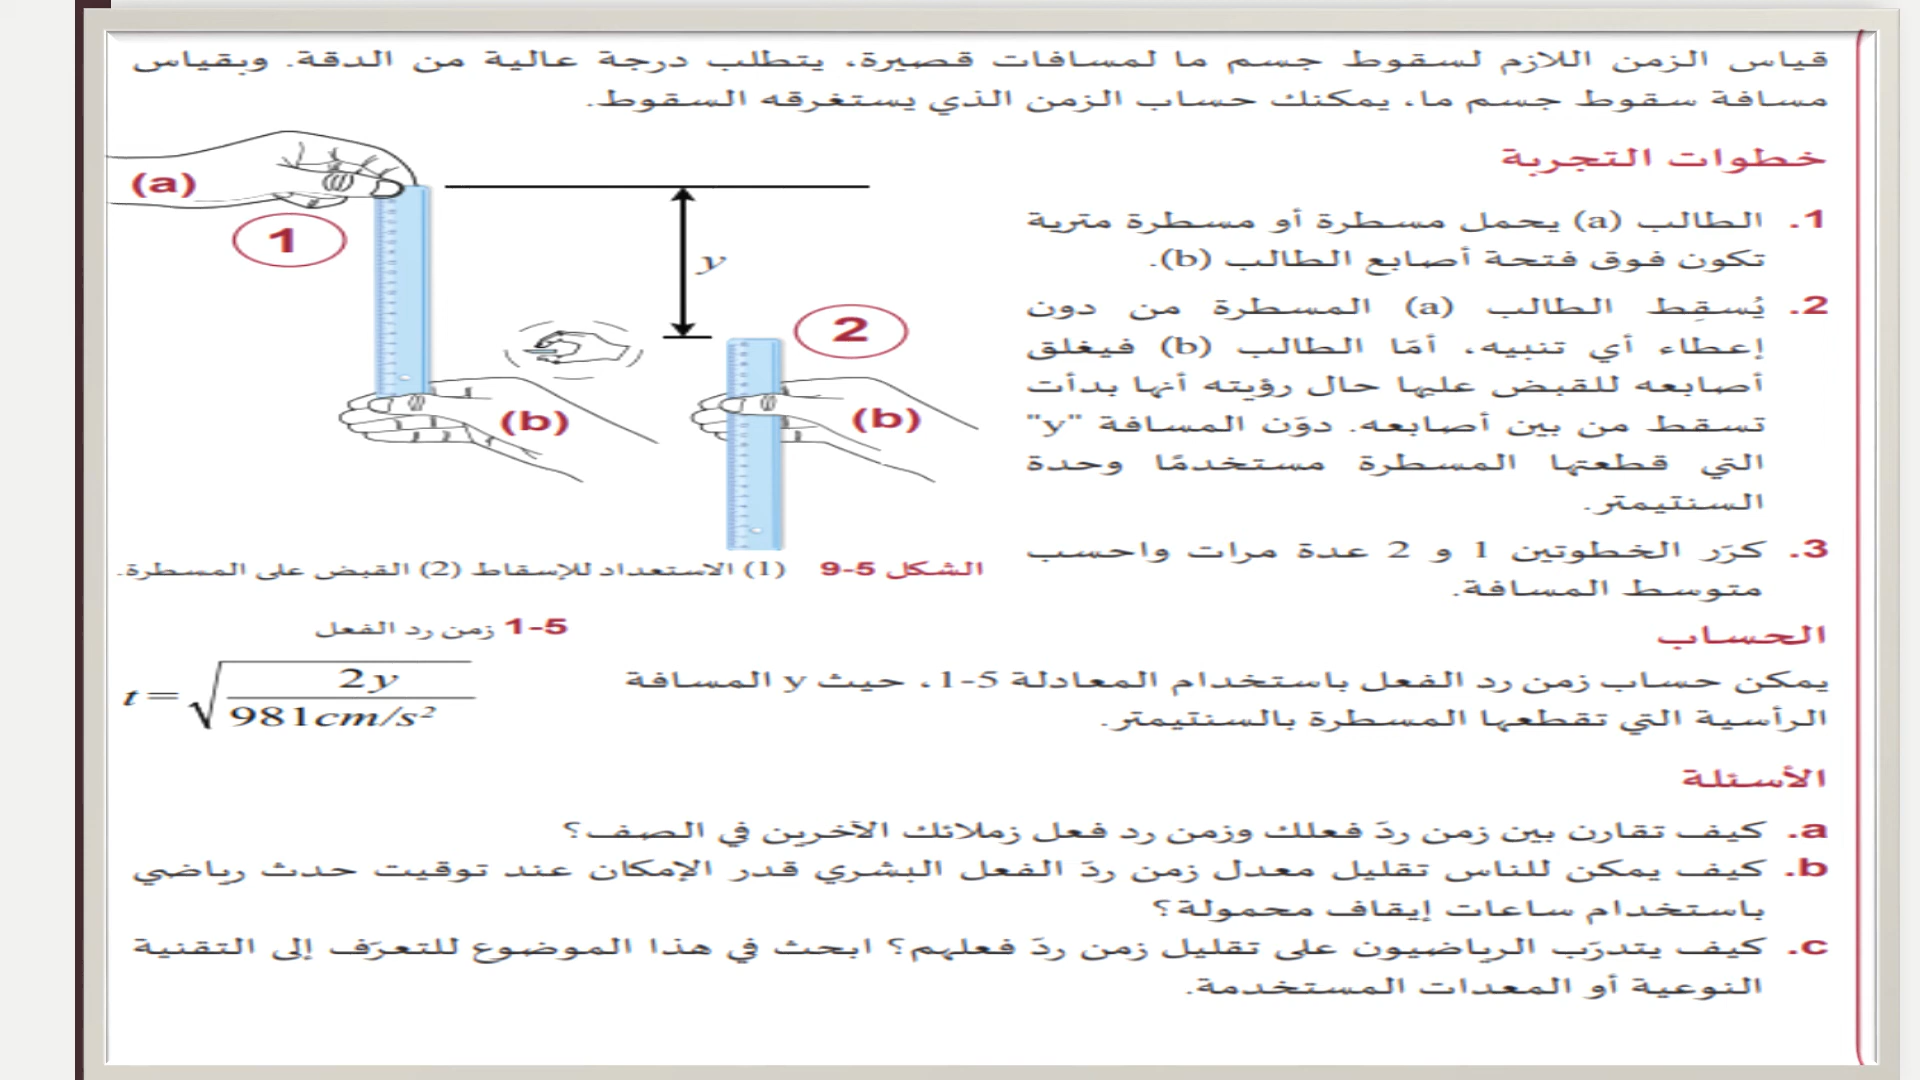 قياس الزمن اللازم لسقوط جسم ما لمسافات قصيرة، يتطلب درجة عالية من الدقة. وبقياس
مسافة سقوط جسم ما، يمكنك حساب الزمن الذي يستغرقه السقوط.
خطوات التجربة
1. الطالب (a) يحمل مسطرة أو مسطرة مترية
تكون فوق فتحة أصابع الطالب (b).
2. يُسقِط الطالب (a) المسطرة من دون
إعطاء أي تنبيه، أمّا الطالب (b) فيغلق
أصابعه للقبض عليها حال رؤيته أنها بدأت
تسقط من بين أصابعه. دوّن المسافة "y"
التي قطعتها المسطرة مستخدمًا وحدة
السنتيمتر.
3. كرّر الخطوتين 1 و 2 عدة مرات واحسب
متوسط المسافة.
(a)
1
y
2
(b)
(b)
الشكل 5-9 (1) الاستعداد للإسقاط (2) القبض على المسطرة.
الحساب
يمكن حساب زمن رد الفعل باستخدام المعادلة 5-1، حيث y المسافة
الرأسية التي تقطعها المسطرة بالسنتيمتر.
5-1 زمن رد الفعل
t = √(2y / 981cm/s²)
الأسئلة
a. كيف تقارن بين زمن ردّ فعلك وزمن رد فعل زملائك الآخرين في الصف؟
b. كيف يمكن للناس تقليل معدل زمن ردّ الفعل البشري قدر الإمكان عند توقيت حدث رياضي
باستخدام ساعات إيقاف محمولة؟
c. كيف يتدرّب الرياضيون على تقليل زمن ردّ فعلهم؟ ابحث في هذا الموضوع للتعرّف إلى التقنية
النوعية أو المعدات المستخدمة.